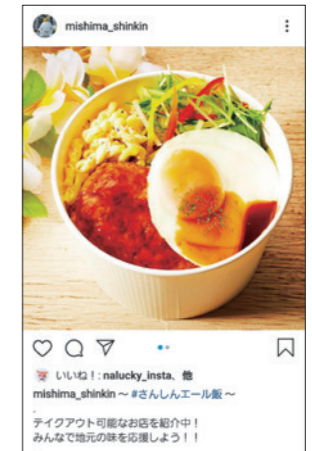 mishima_shinkin
いいね！: nalucky_insta、他
mishima_shinkin ～ #さんしんエール飯 ～
.
テイクアウト可能なお店を紹介中！
みんなで地元の味を応援しよう！！